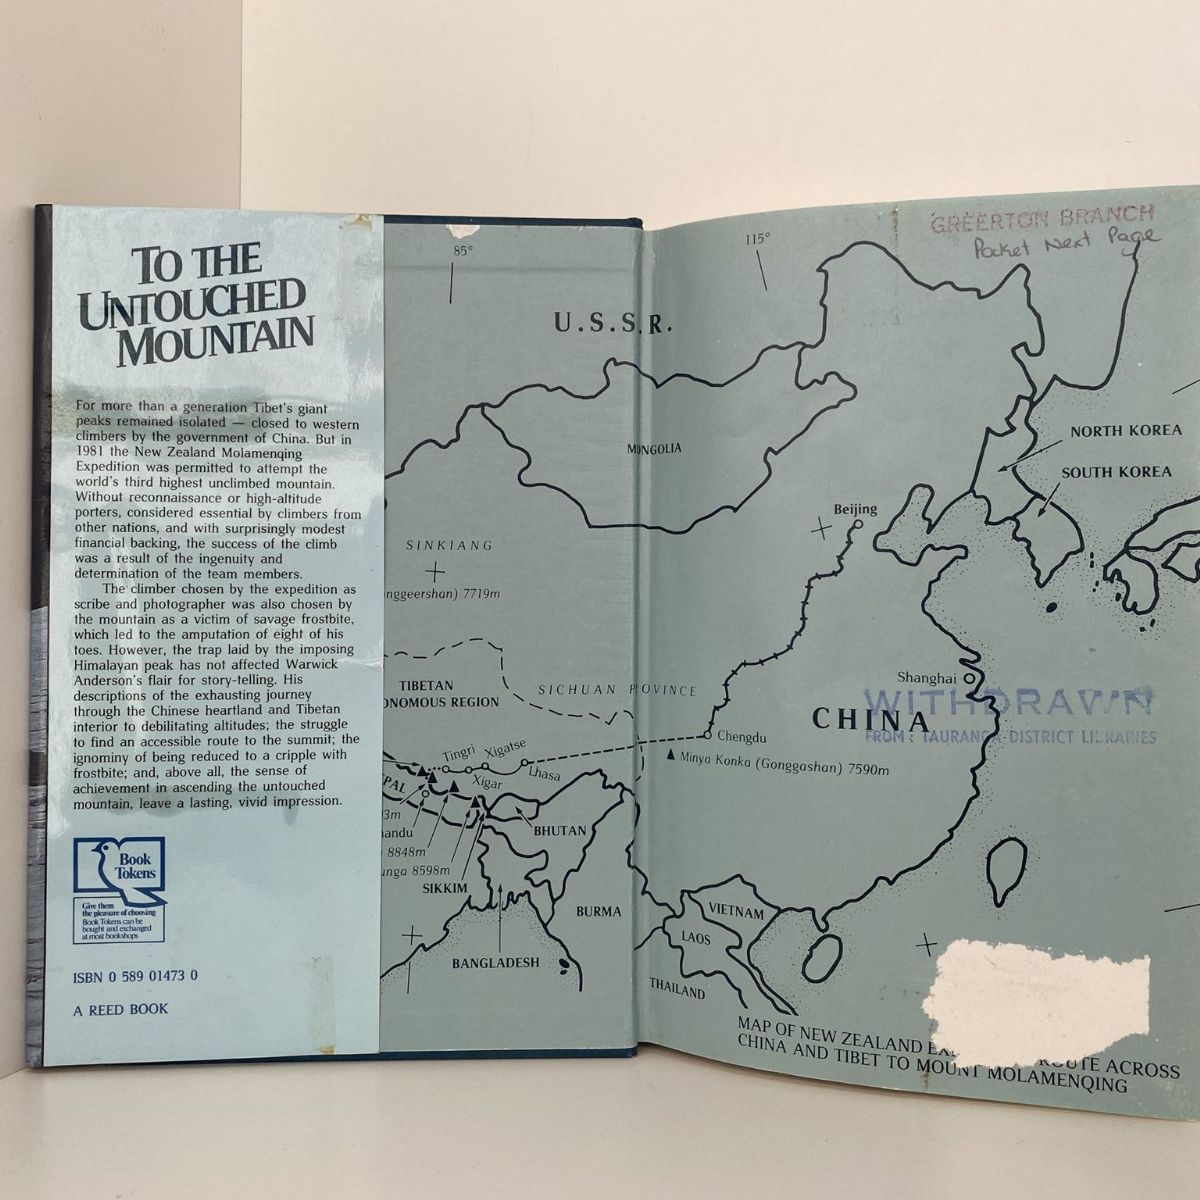 TO THE
UNTOUCHED
MOUNTAIN
For more than a generation Tibet's giant
peaks remained isolated — closed to western
climbers by the government of China. But in
1981 the New Zealand Molamenqing
Expedition was permitted to attempt the
world's third highest unclimbed mountain.
Without reconnaissance or high-altitude
porters, considered essential by climbers from
other nations, and with surprisingly modest
financial backing, the success of the climb
was a result of the ingenuity and
determination of the team members.
The climber chosen by the expedition as
scribe and photographer was also chosen by
the mountain as a victim of savage frostbite,
which led to the amputation of eight of his
toes. However, the trap laid by the imposing
Himalayan peak has not affected Warwick
Anderson's flair for story-telling. His
descriptions of the exhausting journey
through the Chinese heartland and Tibetan
interior to debilitating altitudes; the struggle
to find an accessible route to the summit; the
ignominy of being reduced to a cripple with
frostbite; and, above all, the sense of
achievement in ascending the untouched
mountain, leave a lasting, vivid impression.
Book
Tokens
Give them
the pleasure of choosing
Book Tokens can be
bought and exchanged
at most bookshops
ISBN 0 589 01473 0
A REED BOOK
85°
115°
GREERTON BRANCH
Pocket Next Page
U.S.S.R.
MONGOLIA
NORTH KOREA
SOUTH KOREA
Beijing
SINKIANG
nggeershan) 7719m
TIBETAN
ONOMOUS REGION
SICHUAN POVINCE
Shanghai
WITHDRAWN
CHINA
FROM: TAURANGA DISTRICT LIBRARIES
Chengdu
Minya Konka (Gonggashan) 7590m
Tingri
Xigatse
Xigar
Lhasa
PAL
3m
andu
8848m
unga 8598m
SIKKIM
BHUTAN
BURMA
BANGLADESH
VIETNAM
LAOS
THAILAND
MAP OF NEW ZEALAND EX ROUTE ACROSS
CHINA AND TIBET TO MOUNT MOLAMENQING